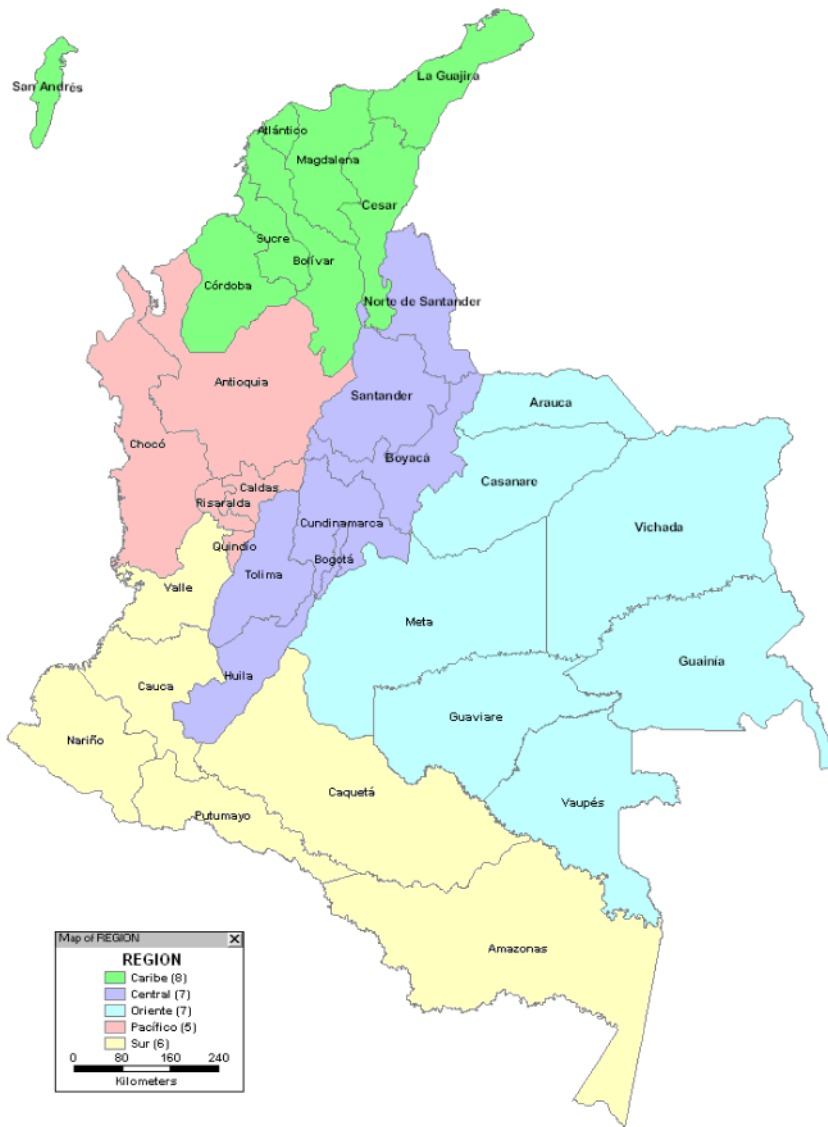 La Guajira
San Andrés
Atlántico
Magdalena
Cesar
Sucre
Bolívar
Córdoba
Norte de Santander
Antioquia
Santander
Arauca
Chocó
Boyacá
Casanare
Caldas
Risaralda
Cundinamarca
Vichada
Quindio
Bogotá
Tolima
Valle
Meta
Guainía
Huila
Cauca
Guaviare
Nariño
Caquetá
Vaupés
Putumayo
Amazonas
Map of REGION
REGION
Caribe (8)
Central (7)
Oriente (7)
Pacífico (5)
Sur (6)
0 80 160 240
Kilometers